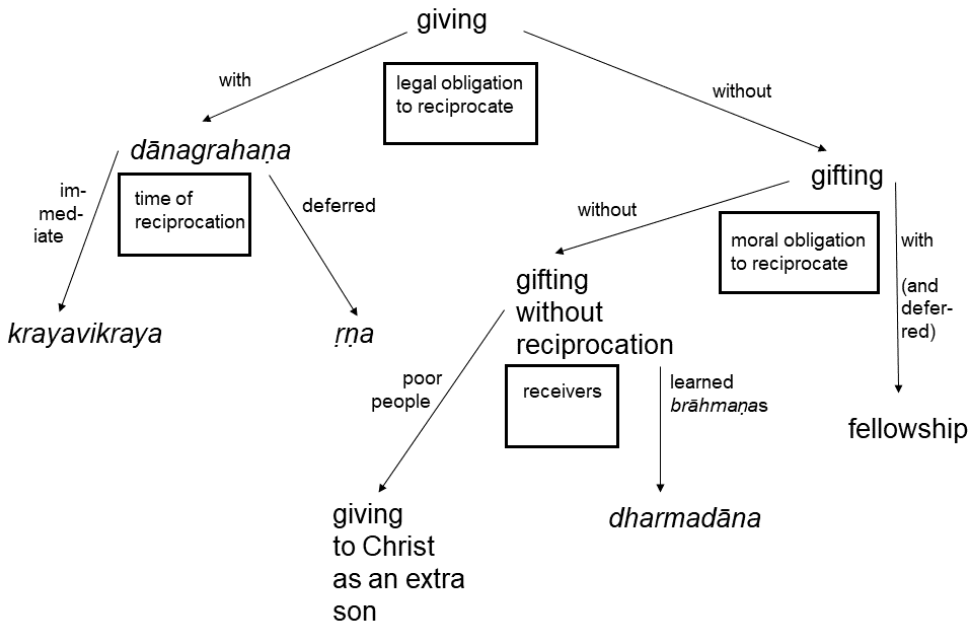 giving
with
legal obligation
to reciprocate
without
dānagrahaṇa
gifting
im-
med-
iate
time of
reciprocation
deferred
without
moral obligation
to reciprocate
with
(and
defer-
red)
krayavikraya
ṛṇa
gifting
without
reciprocation
poor
people
receivers
learned
brāhmaṇas
fellowship
giving
to Christ
as an extra
son
dharmadāna